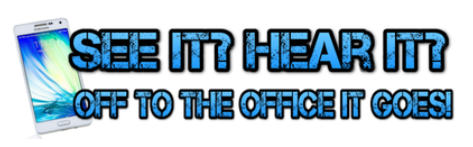 SEE IT? HEAR IT?
OFF TO THE OFFICE IT GOES!